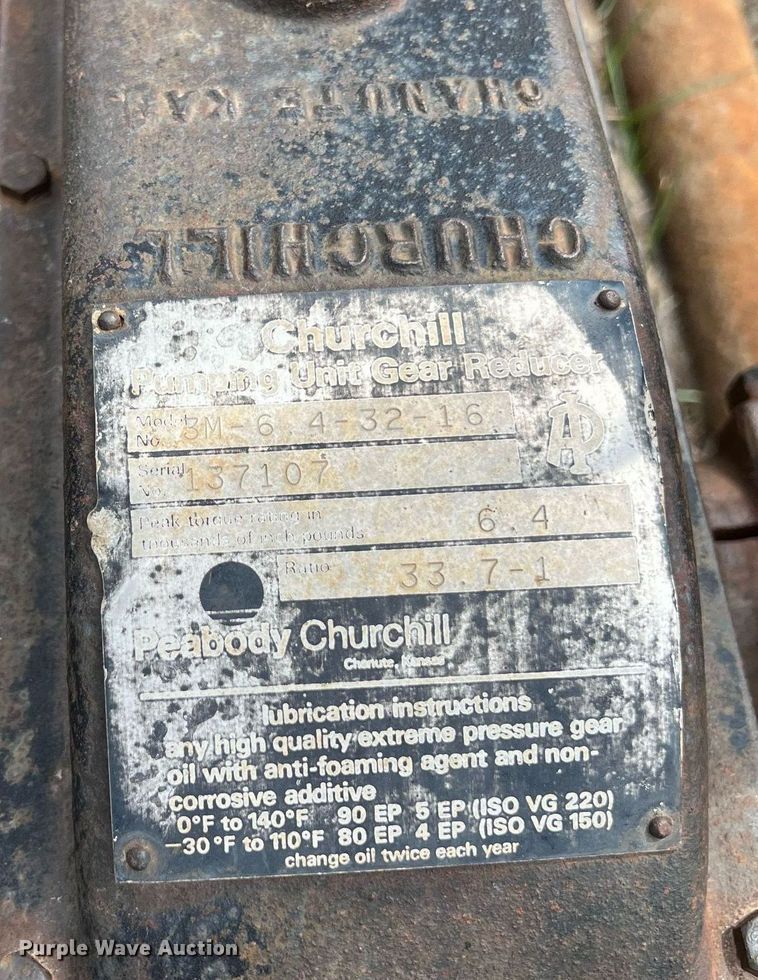 CHANUTE KAN
CHURCHILL
Churchill
Pumping Unit Gear Reducer
Model No. 3M-6.4-32-16
API
Serial No. 137107
Peak torque rating in
thousands of inch pounds 6.4
Ratio 33.7-1
Peabody Churchill
Chanute, Kansas
lubrication instructions
any high quality extreme pressure gear
oil with anti-foaming agent and non-
corrosive additive
0°F to 140°F 90 EP 5 EP (ISO VG 220)
-30°F to 110°F 80 EP 4 EP (ISO VG 150)
change oil twice each year
Purple Wave Auction